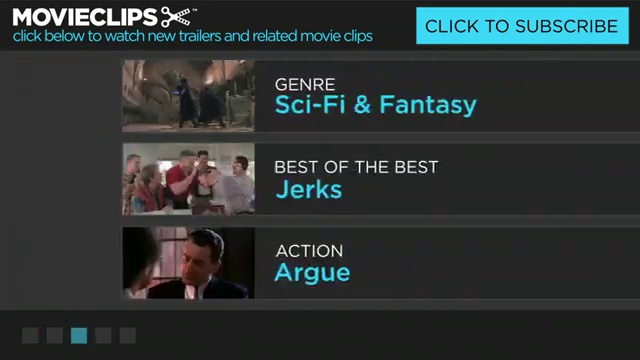 MOVIECLIPS™
click below to watch new trailers and related movie clips
CLICK TO SUBSCRIBE
GENRE
Sci-Fi & Fantasy
BEST OF THE BEST
Jerks
ACTION
Argue